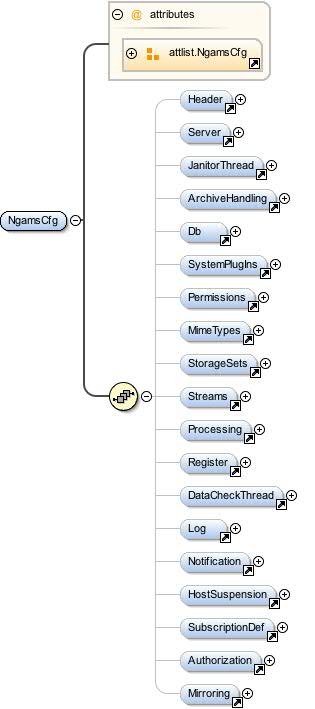 @ attributes
attlist.NgamsCfg
Header
Server
JanitorThread
ArchiveHandling
NgamsCfg
Db
SystemPlugIns
Permissions
MimeTypes
StorageSets
Streams
Processing
Register
DataCheckThread
Log
Notification
HostSuspension
SubscriptionDef
Authorization
Mirroring